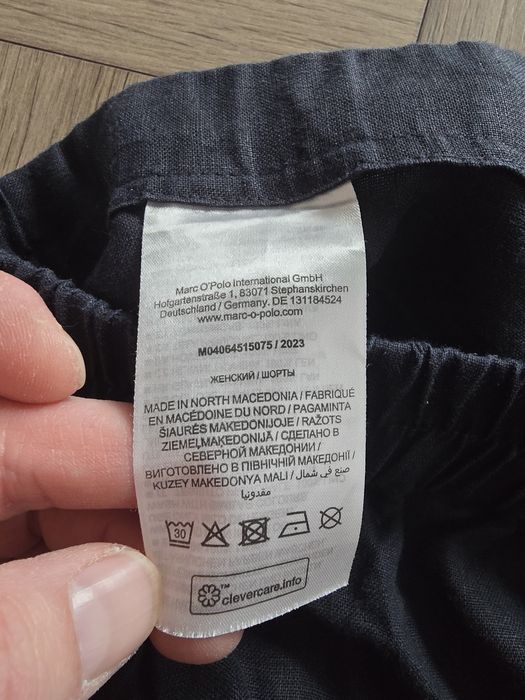 Marc O'Polo International GmbH
Hofgartenstraße 1, 83071 Stephanskirchen
Deutschland / Germany. DE 131184524
www.marc-o-polo.com
M04064515075 / 2023
ЖЕНСКИЙ / ШОРТЫ
MADE IN NORTH MACEDONIA / FABRIQUÉ
EN MACÉDOINE DU NORD / PAGAMINTA
ŠIAURĖS MAKEDONIJOJE / RAŽOTS
ZIEMEĻMAĶEDONIJĀ / СДЕЛАНО В
СЕВЕРНОЙ МАКЕДОНИИ /
ВИГОТОВЛЕНО В ПІВНІЧНІЙ МАКЕДОНІЇ /
KUZEY MAKEDONYA MALI / صنع في شمال
مقدونيا
30
™ clevercare.info